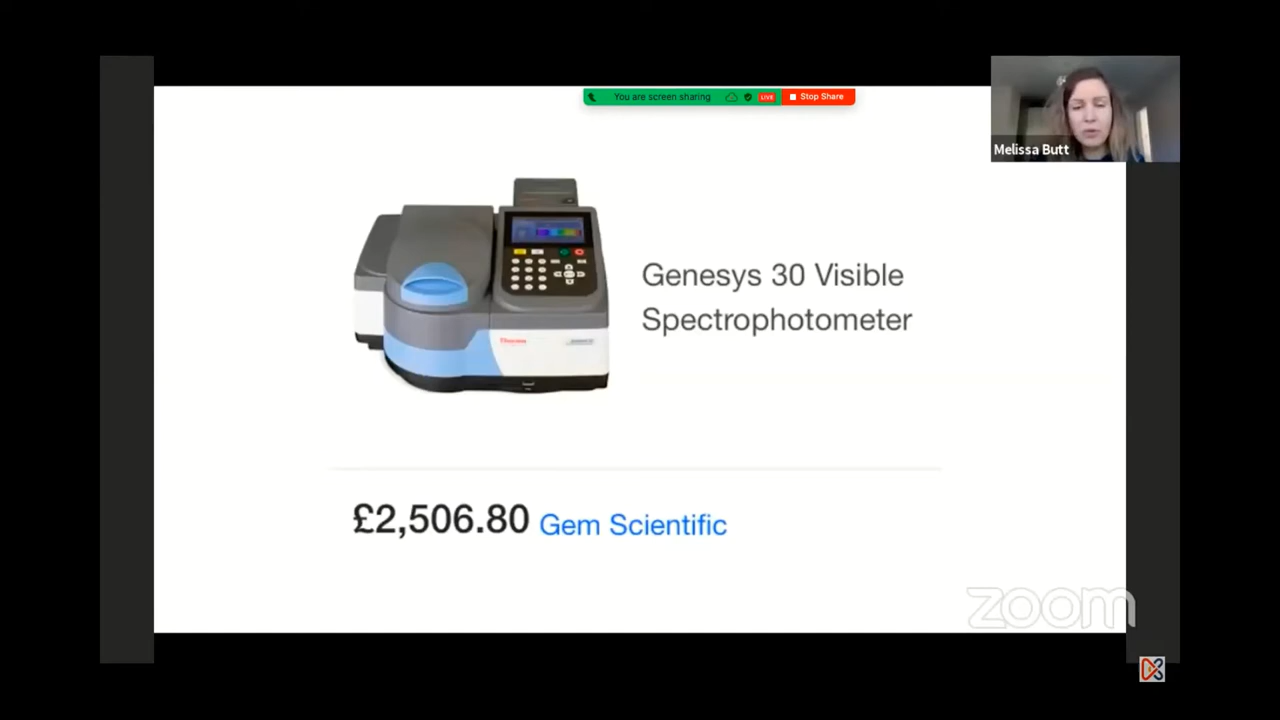 You are screen sharing
LIVE
Stop Share
Melissa Butt
Genesys 30 Visible
Spectrophotometer
£2,506.80 Gem Scientific
zoom